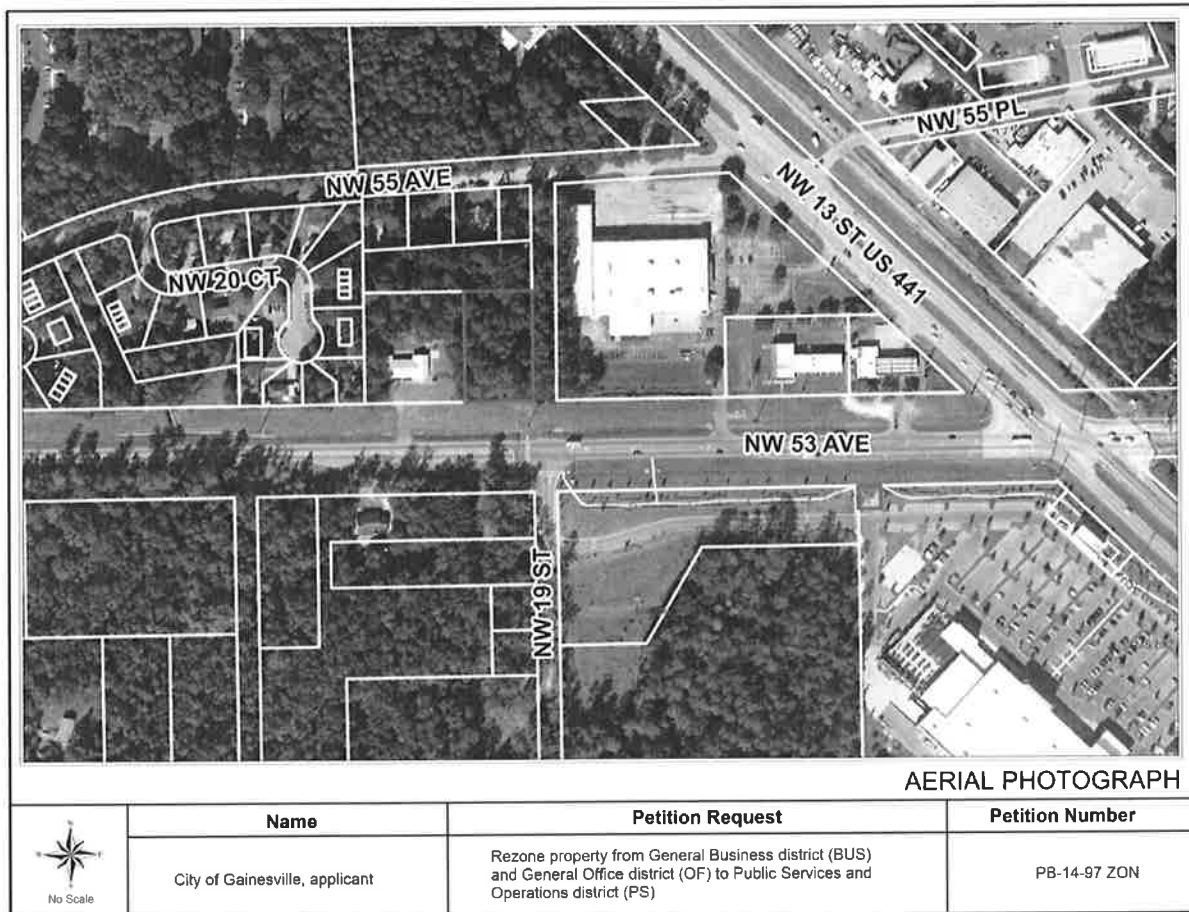 NW 55 PL
NW 55 AVE
NW 13 ST US 441
NW 20 CT
NW 53 AVE
NW 19 ST
AERIAL PHOTOGRAPH
Name
Petition Request
Petition Number
No Scale
City of Gainesville, applicant
Rezone property from General Business district (BUS)
and General Office district (OF) to Public Services and
Operations district (PS)
PB-14-97 ZON